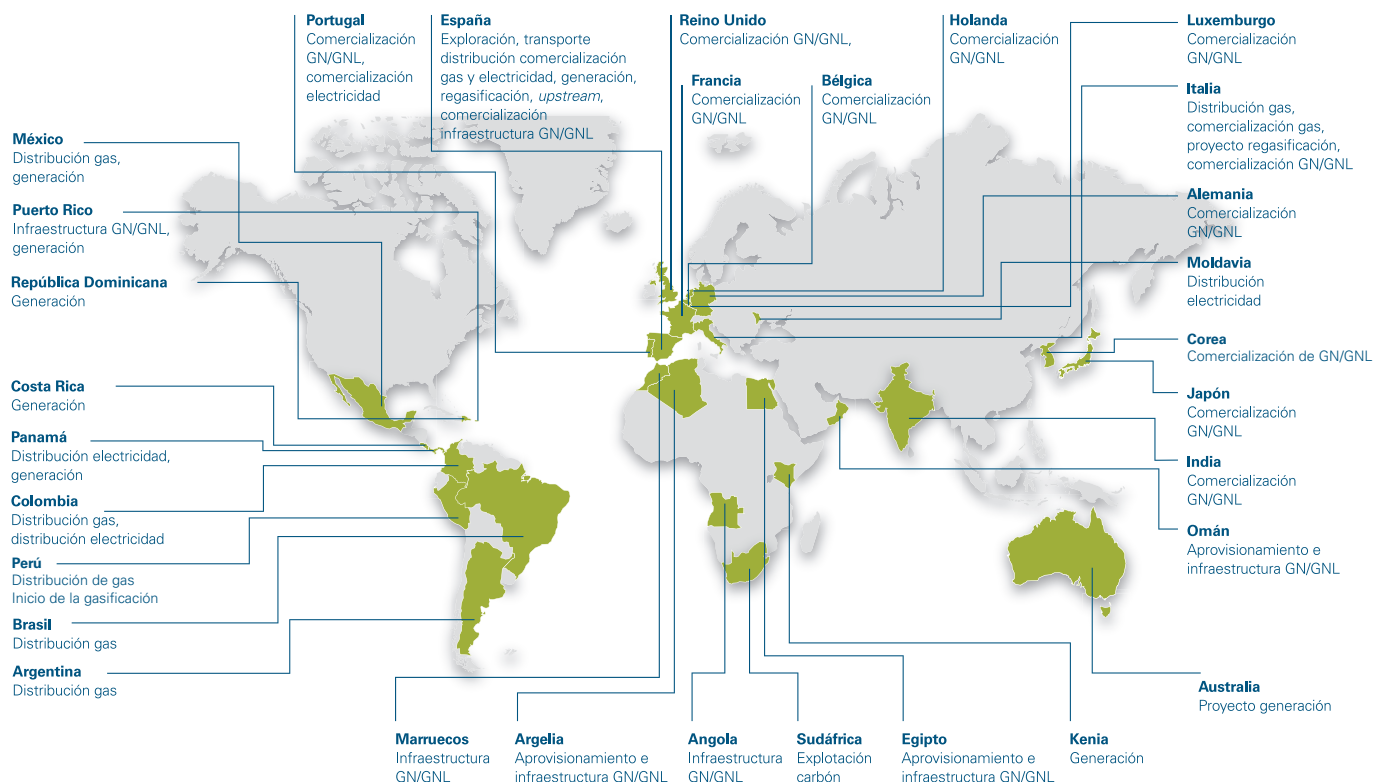 Portugal
Comercialización
GN/GNL,
comercialización
electricidad
España
Exploración, transporte
distribución comercialización
gas y electricidad, generación,
regasificación, upstream,
comercialización
infraestructura GN/GNL
Reino Unido
Comercialización GN/GNL,
Francia
Comercialización
GN/GNL
Bélgica
Comercialización
GN/GNL
Holanda
Comercialización
GN/GNL
Luxemburgo
Comercialización
GN/GNL
Italia
Distribución gas,
comercialización gas,
proyecto regasificación,
comercialización GN/GNL
Alemania
Comercialización
GN/GNL
Moldavia
Distribución
electricidad
Corea
Comercialización de GN/GNL
Japón
Comercialización
GN/GNL
India
Comercialización
GN/GNL
Omán
Aprovisionamiento e
infraestructura GN/GNL
Australia
Proyecto generación
México
Distribución gas,
generación
Puerto Rico
Infraestructura GN/GNL,
generación
República Dominicana
Generación
Costa Rica
Generación
Panamá
Distribución electricidad,
generación
Colombia
Distribución gas,
distribución electricidad
Perú
Distribución de gas
Inicio de la gasificación
Brasil
Distribución gas
Argentina
Distribución gas
Marruecos
Infraestructura
GN/GNL
Argelia
Aprovisionamiento e
infraestructura GN/GNL
Angola
Infraestructura
GN/GNL
Sudáfrica
Explotación
carbón
Egipto
Aprovisionamiento e
infraestructura GN/GNL
Kenia
Generación